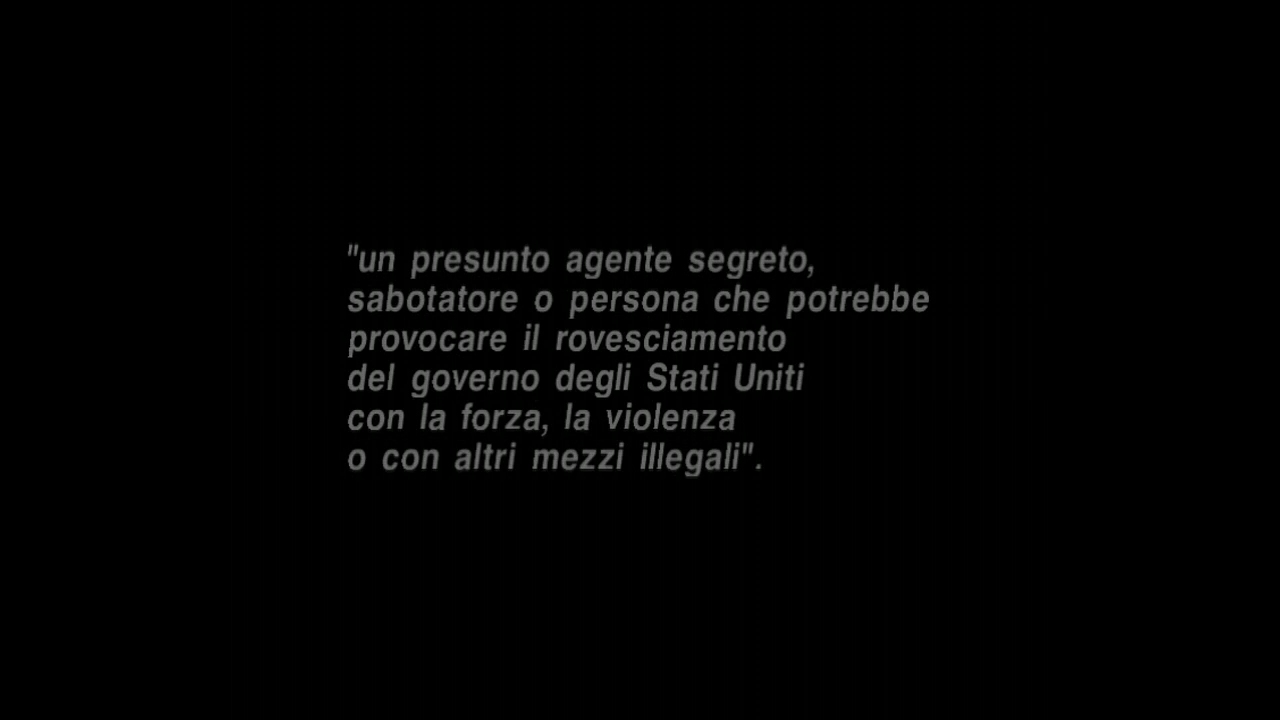 "un presunto agente segreto,
sabotatore o persona che potrebbe
provocare il rovesciamento
del governo degli Stati Uniti
con la forza, la violenza
o con altri mezzi illegali".